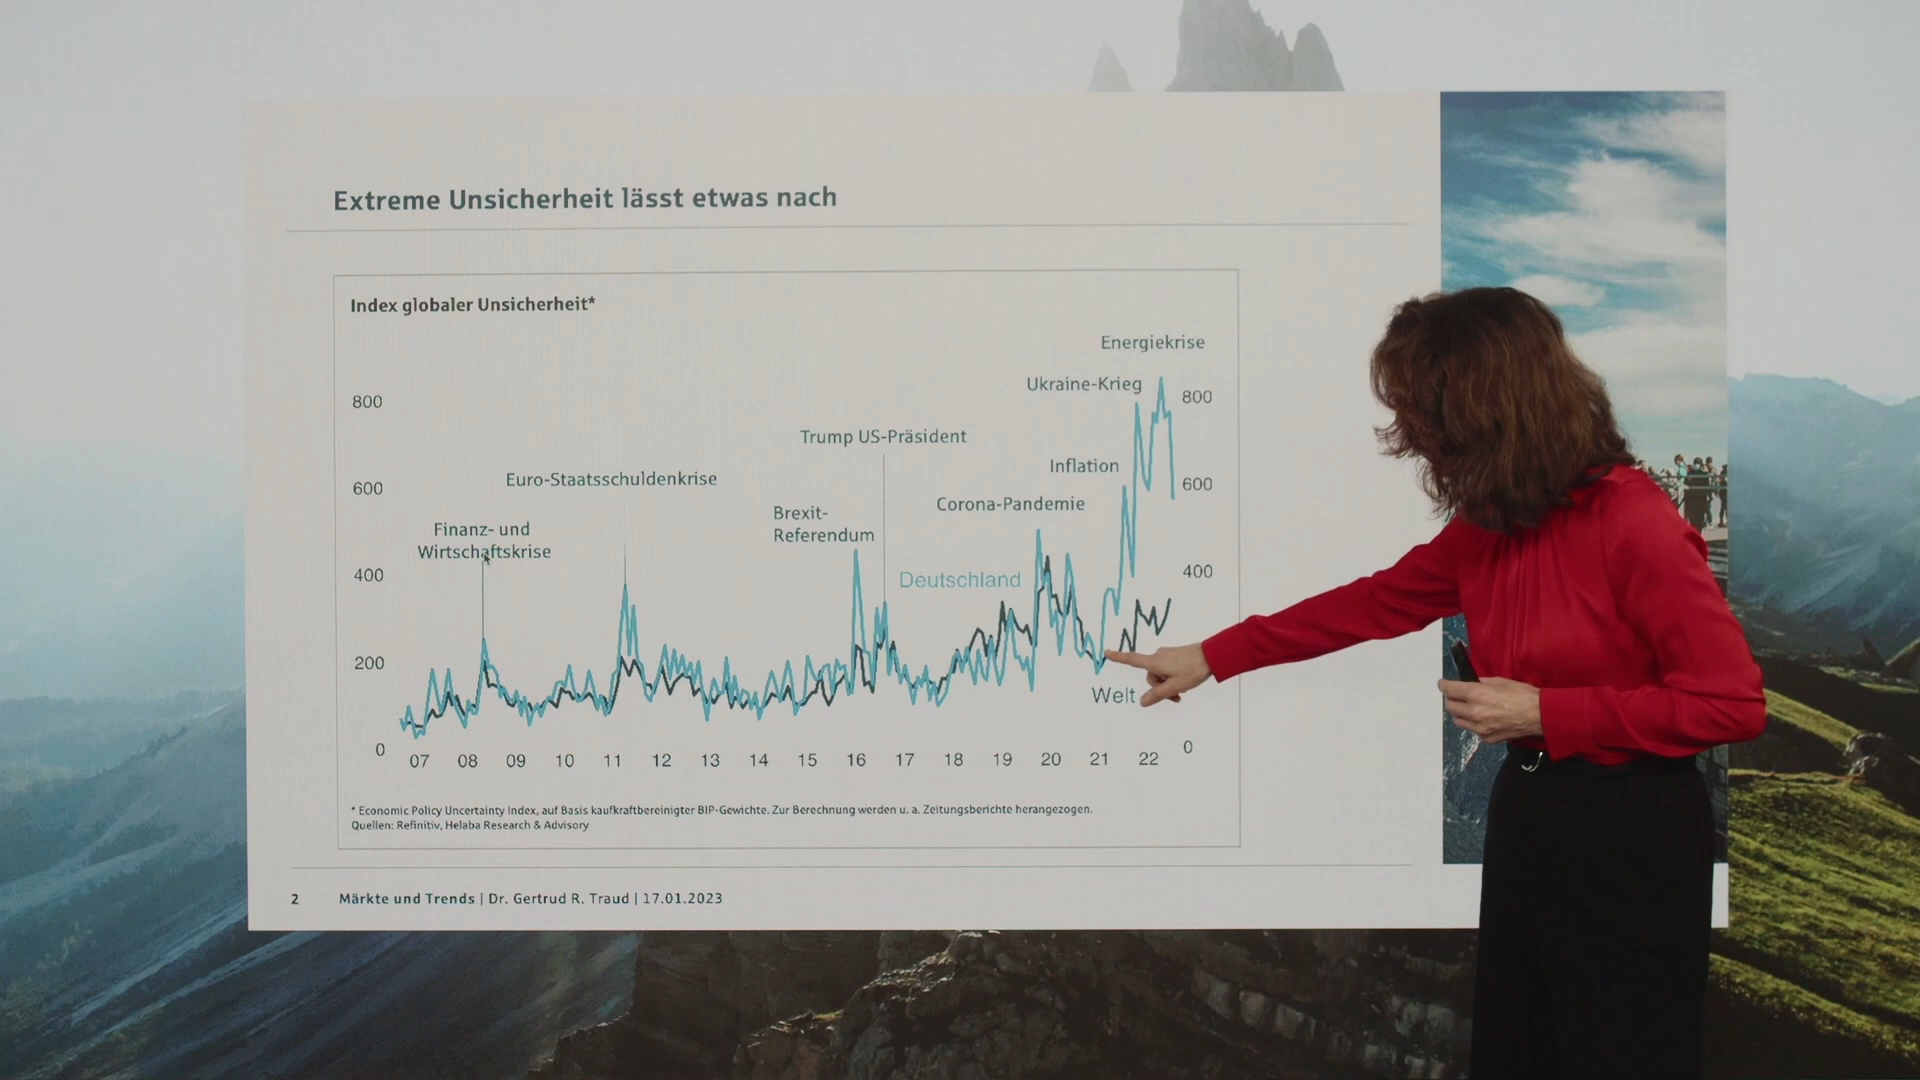 Extreme Unsicherheit lässt etwas nach
Index globaler Unsicherheit*
Energiekrise
Ukraine-Krieg
800
800
Trump US-Präsident
Inflation
Euro-Staatsschuldenkrise
600
600
Corona-Pandemie
Brexit-
Referendum
Finanz- und
Wirtschaftskrise
400
400
Deutschland
200
Welt
0
0
07 08 09 10 11 12 13 14 15 16 17 18 19 20 21 22
* Economic Policy Uncertainty Index, auf Basis kaufkraftbereinigter BIP-Gewichte. Zur Berechnung werden u. a. Zeitungsberichte herangezogen.
Quellen: Refinitiv, Helaba Research & Advisory
2 Märkte und Trends | Dr. Gertrud R. Traud | 17.01.2023